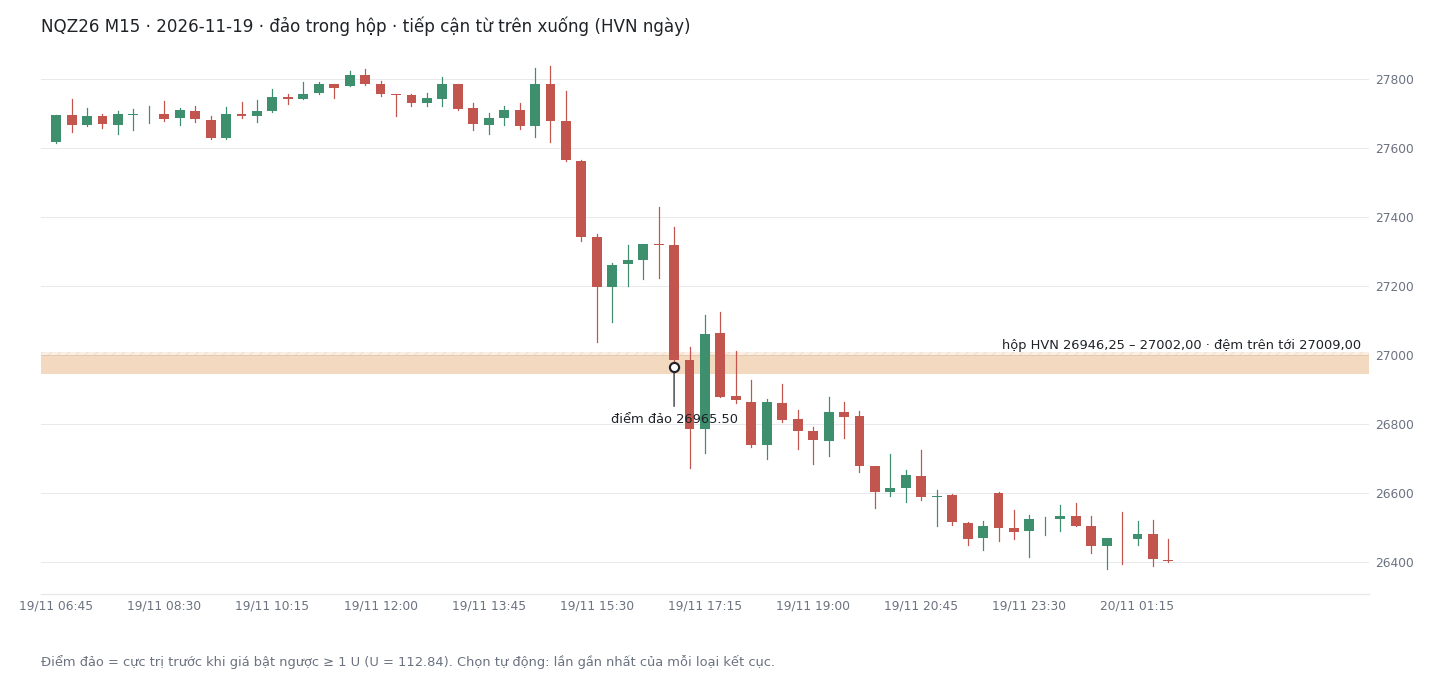 NQZ26 M15 · 2026-11-19 · đảo trong hộp · tiếp cận từ trên xuống (HVN ngày)
27800
27600
27400
27200
hộp HVN 26946,25 – 27002,00 · đệm trên tới 27009,00
27000
điểm đảo 26965.50
26800
26600
26400
19/11 06:45 19/11 08:30 19/11 10:15 19/11 12:00 19/11 13:45 19/11 15:30 19/11 17:15 19/11 19:00 19/11 20:45 19/11 23:30 20/11 01:15
Điểm đảo = cực trị trước khi giá bật ngược ≥ 1 U (U = 112.84). Chọn tự động: lần gần nhất của mỗi loại kết cục.